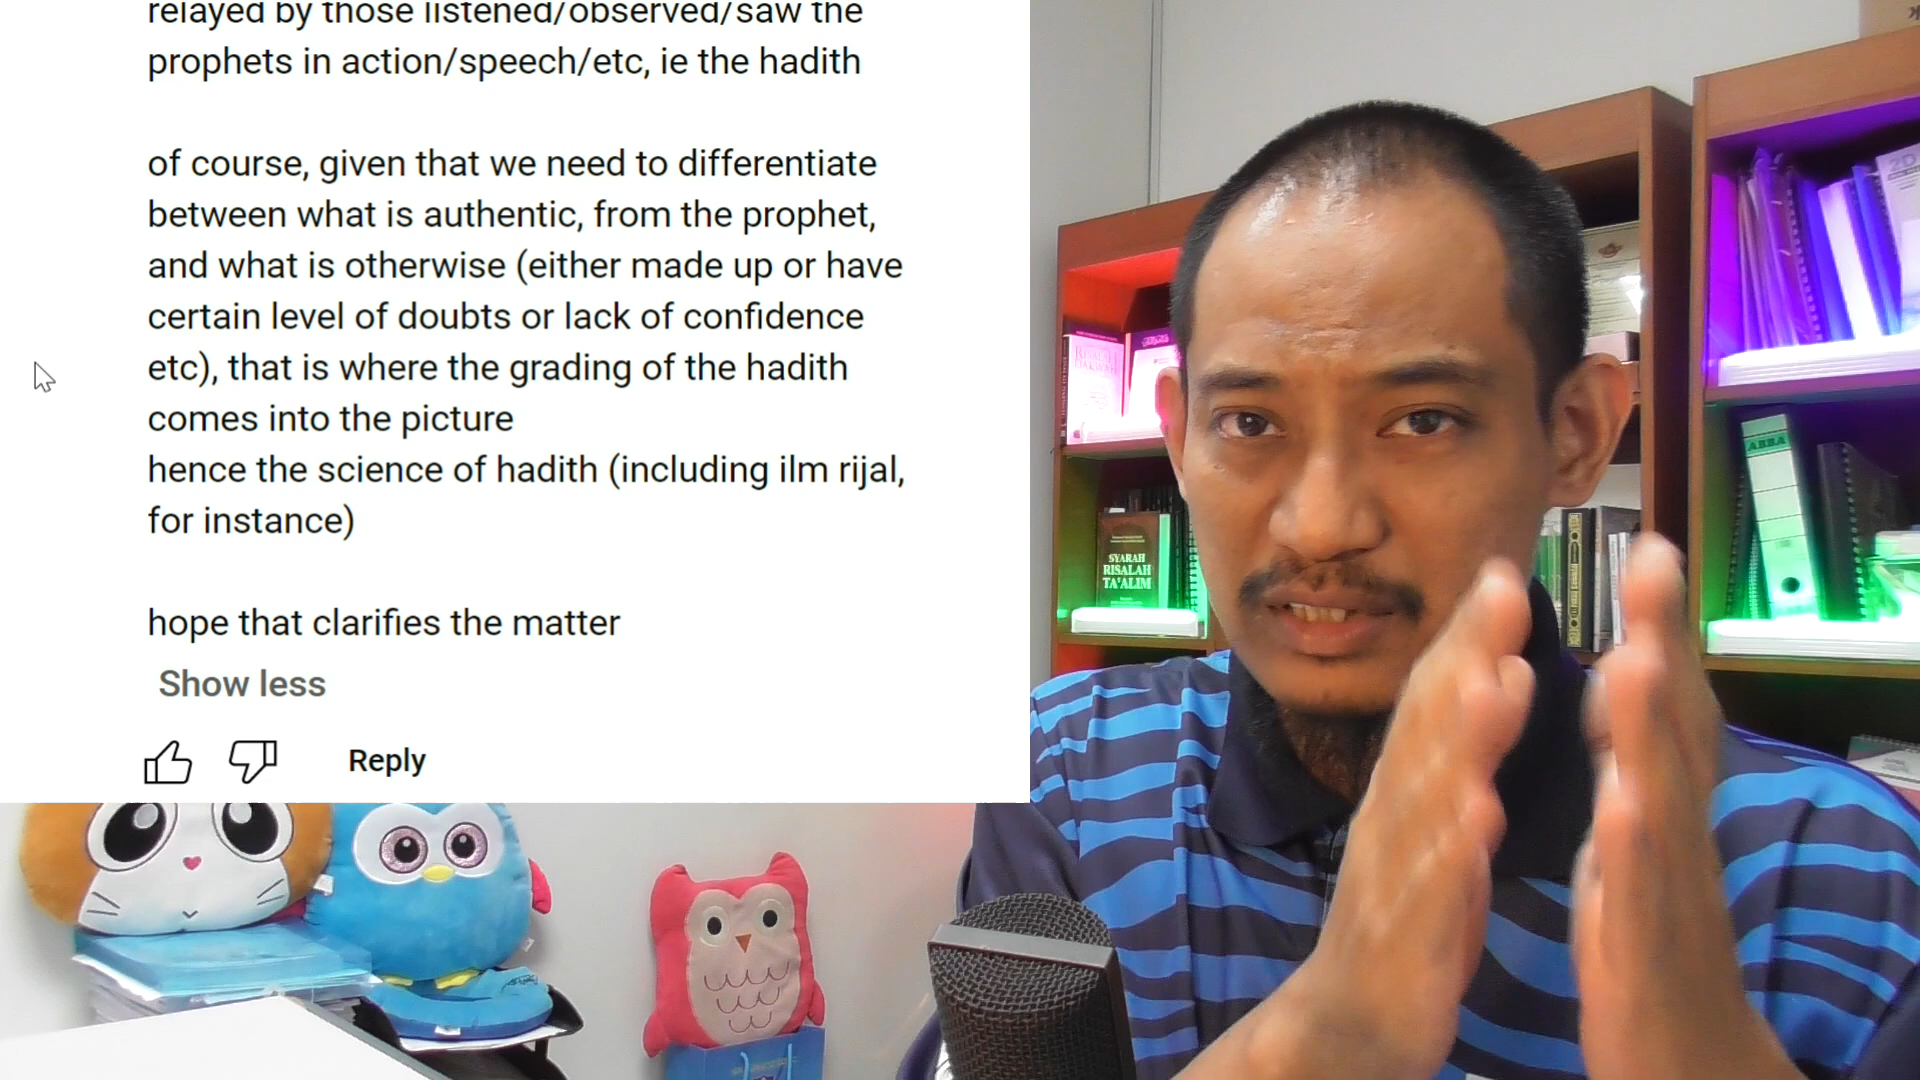 relayed by those listened/observed/saw the
prophets in action/speech/etc, ie the hadith
of course, given that we need to differentiate
between what is authentic, from the prophet,
and what is otherwise (either made up or have
certain level of doubts or lack of confidence
etc), that is where the grading of the hadith
comes into the picture
hence the science of hadith (including ilm rijal,
for instance)
hope that clarifies the matter
Show less
Reply
SYARAH
RISALAH
TA'ALIM
ABBA
2D